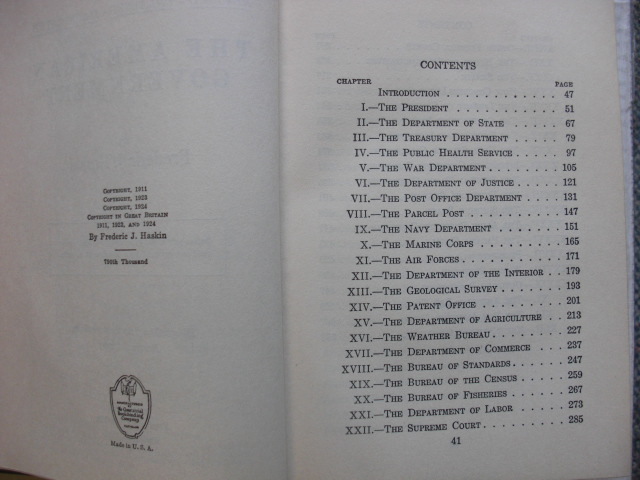 Copyright, 1911
Copyright, 1923
Copyright, 1924
Copyright in Great Britain
1911, 1923, and 1924
By Frederic J. Haskin
Made in U. S. A.
CONTENTS
CHAPTER PAGE
Introduction . . . . . . . . . . . . 47
I.—The President . . . . . . . . . . . 51
II.—The Department of State . . . . . . 67
III.—The Treasury Department . . . . . . 79
IV.—The Public Health Service . . . . . 97
V.—The War Department . . . . . . . . 105
VI.—The Department of Justice . . . . . 121
VII.—The Post Office Department . . . . 131
VIII.—The Parcel Post . . . . . . . . . 147
IX.—The Navy Department . . . . . . . 151
X.—The Marine Corps . . . . . . . . . 165
XI.—The Air Forces . . . . . . . . . . 171
XII.—The Department of the Interior . . 179
XIII.—The Geological Survey . . . . . . 193
XIV.—The Patent Office . . . . . . . . 201
XV.—The Department of Agriculture . . 213
XVI.—The Weather Bureau . . . . . . . . 227
XVII.—The Department of Commerce . . . 237
XVIII.—The Bureau of Standards . . . . . 247
XIX.—The Bureau of the Census . . . . 259
XX.—The Bureau of Fisheries . . . . . 267
XXI.—The Department of Labor . . . . . 273
XXII.—The Supreme Court . . . . . . . . 285
41